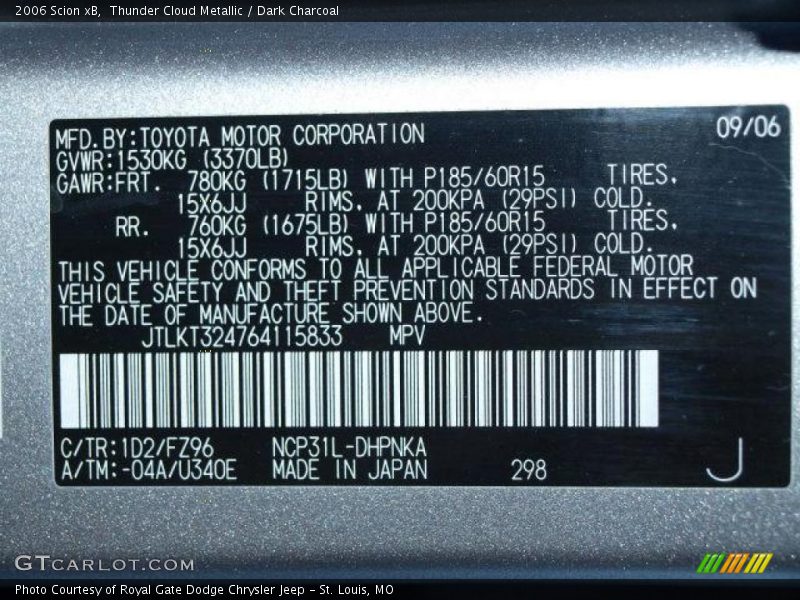 2006 Scion xB, Thunder Cloud Metallic / Dark Charcoal
MFD.BY:TOYOTA MOTOR CORPORATION 09/06
GVWR:1530KG (3370LB)
GAWR:FRT. 780KG (1715LB) WITH P185/60R15 TIRES,
15X6JJ RIMS, AT 200KPA (29PSI) COLD.
RR. 760KG (1675LB) WITH P185/60R15 TIRES,
15X6JJ RIMS, AT 200KPA (29PSI) COLD.
THIS VEHICLE CONFORMS TO ALL APPLICABLE FEDERAL MOTOR
VEHICLE SAFETY AND THEFT PREVENTION STANDARDS IN EFFECT ON
THE DATE OF MANUFACTURE SHOWN ABOVE.
JTLKT324764115833 MPV
C/TR:1D2/FZ96 NCP31L-DHPNKA
A/TM:-04A/U340E MADE IN JAPAN 298 J
GTCARLOT.COM
Photo Courtesy of Royal Gate Dodge Chrysler Jeep - St. Louis, MO